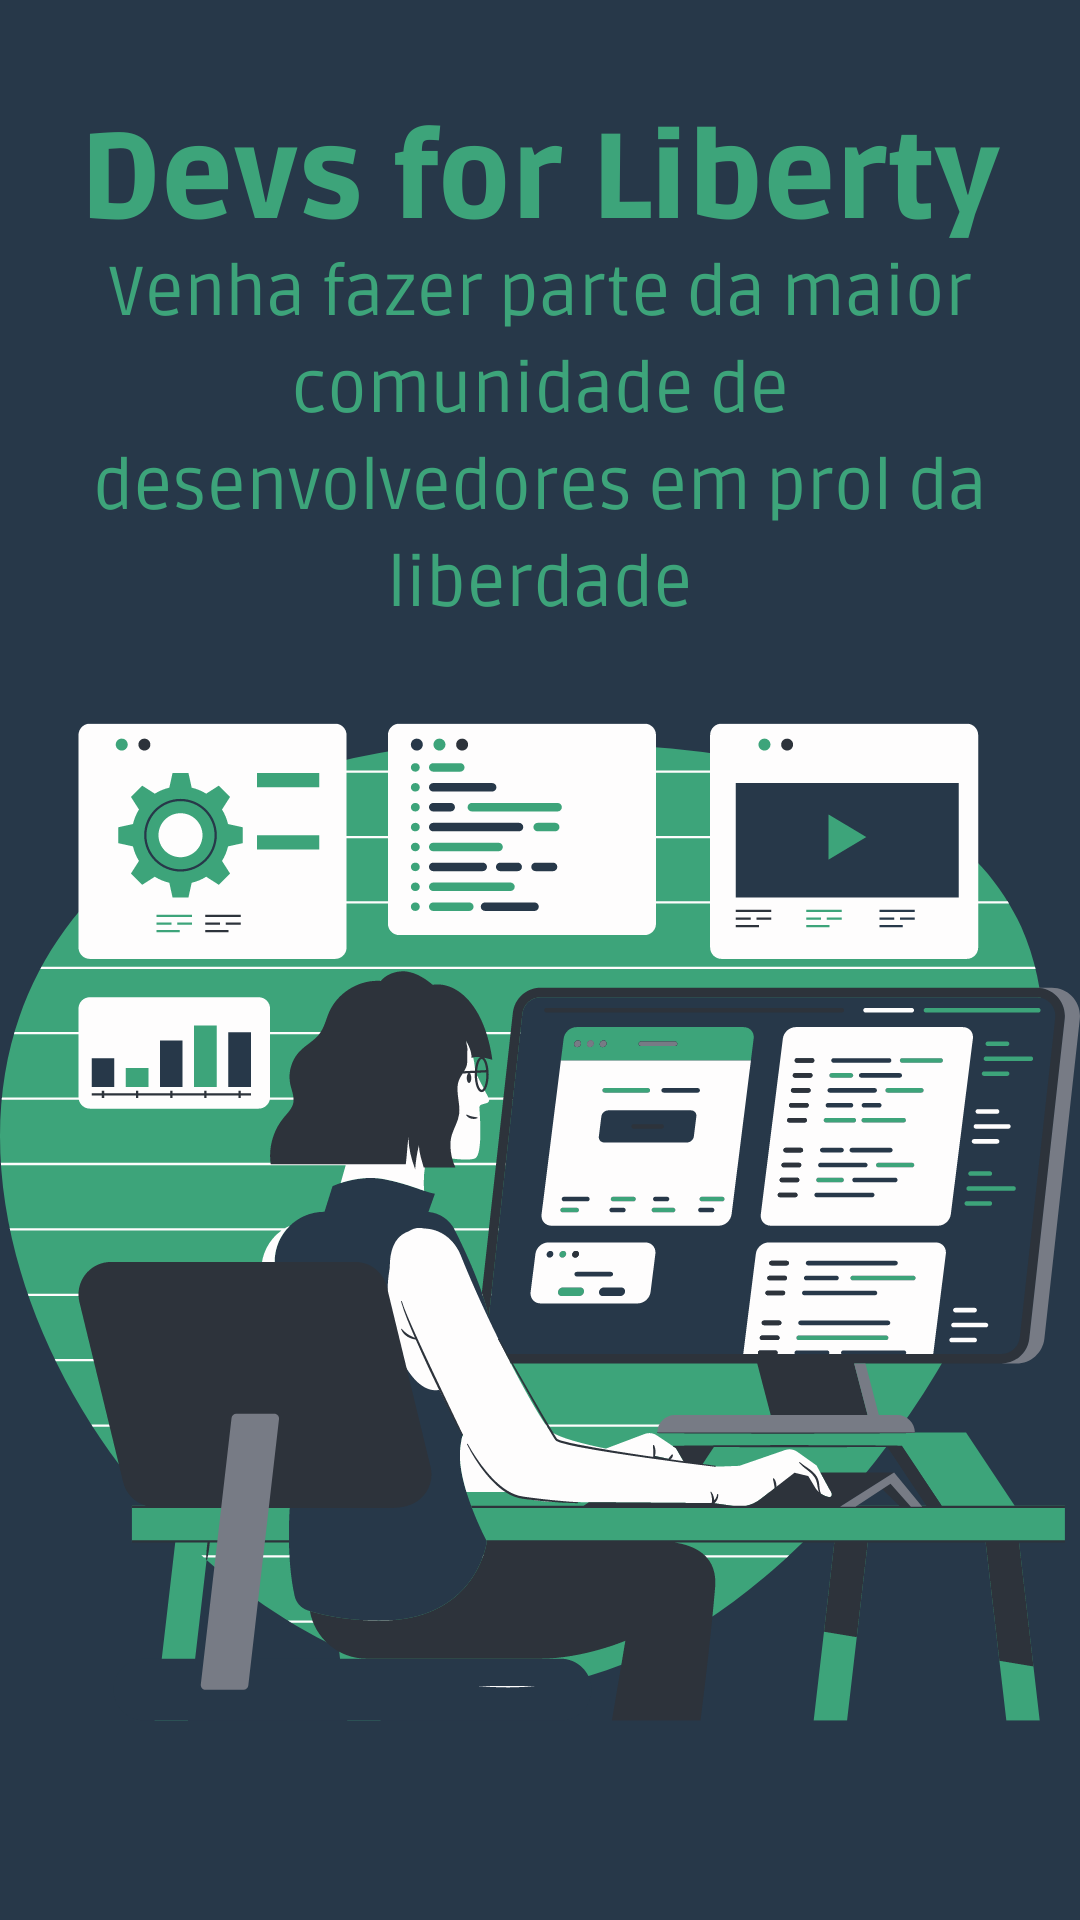 Devs for Liberty
Venha fazer parte da maior
comunidade de
desenvolvedores em prol da
liberdade